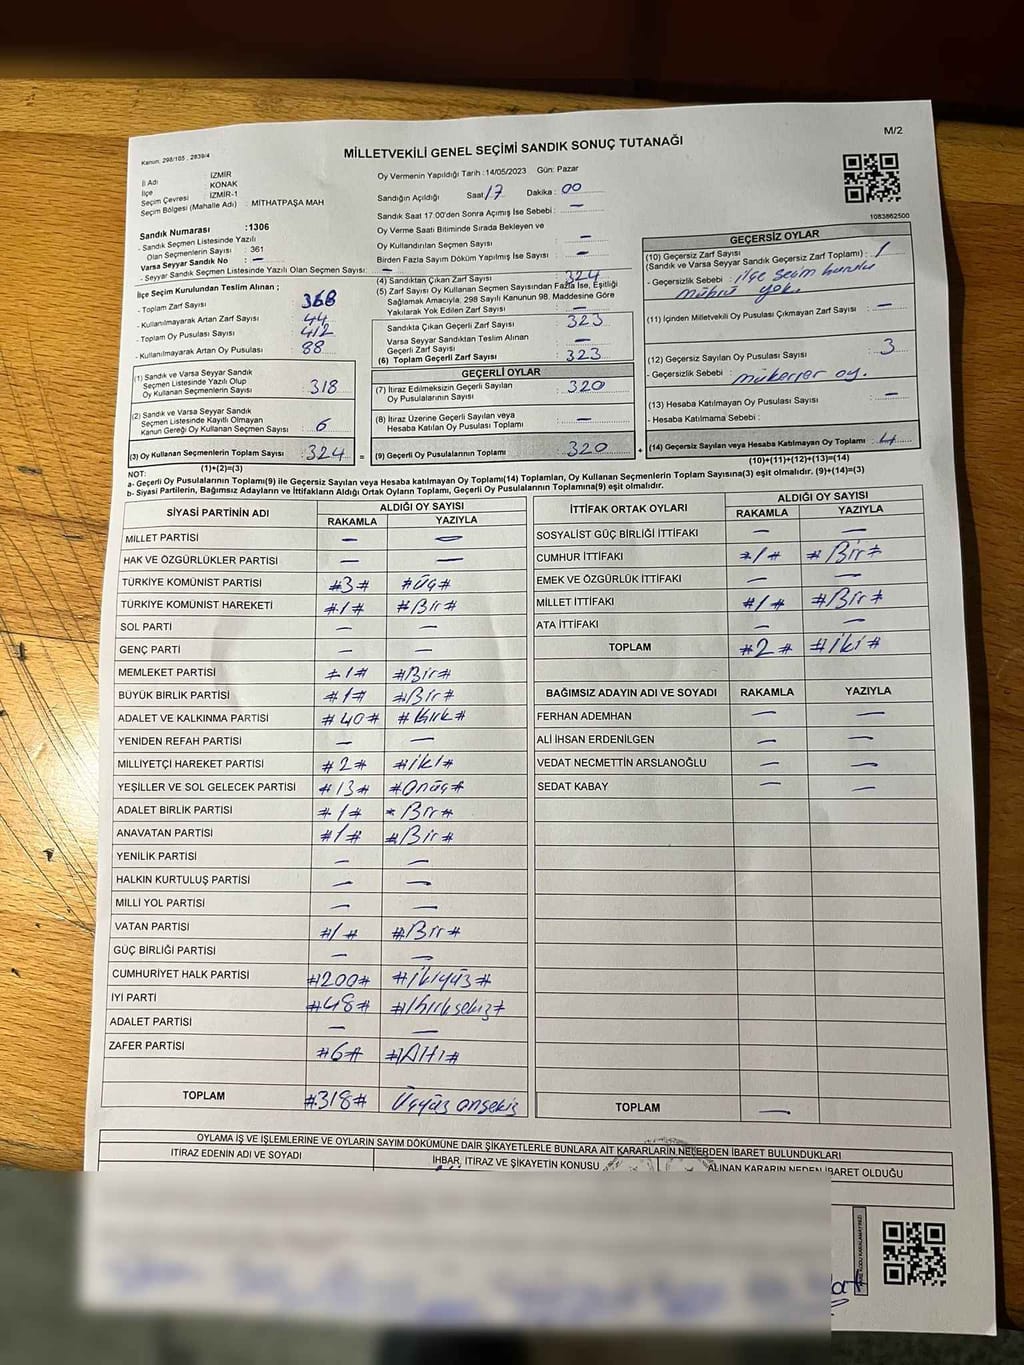 Kanun: 298/105 , 2839/4
M/2
MİLLETVEKİLİ GENEL SEÇİMİ SANDIK SONUÇ TUTANAĞI
İl Adı : İZMİR
İlçe : KONAK
Seçim Çevresi : İZMİR-1
Seçim Bölgesi (Mahalle Adı) : MİTHATPAŞA MAH
Sandık Numarası :1306
- Sandık Seçmen Listesinde Yazılı
Olan Seçmenlerin Sayısı : 361
Varsa Seyyar Sandık No : —
- Seyyar Sandık Seçmen Listesinde Yazılı Olan Seçmen Sayısı: —
İlçe Seçim Kurulundan Teslim Alınan ;
- Toplam Zarf Sayısı : 368
- Kullanılmayarak Artan Zarf Sayısı : 44
- Toplam Oy Pusulası Sayısı : 412
- Kullanılmayarak Artan Oy Pusulası : 88
(1) Sandık ve Varsa Seyyar Sandık
Seçmen Listesinde Yazılı Olup
Oy Kullanan Seçmenlerin Sayısı : 318
(2) Sandık ve Varsa Seyyar Sandık
Seçmen Listesinde Kayıtlı Olmayan
Kanun Gereği Oy Kullanan Seçmen Sayısı : 6
(3) Oy Kullanan Seçmenlerin Toplam Sayısı : 324 =
(1)+(2)=(3)
Oy Vermenin Yapıldığı Tarih :14/05/2023 Gün: Pazar
Sandığın Açıldığı Saat: 17 Dakika : 00
Sandık Saat 17.00'den Sonra Açılmış İse Sebebi : —
Oy Verme Saati Bitiminde Sırada Bekleyen ve
Oy Kullandırılan Seçmen Sayısı : —
Birden Fazla Sayım Döküm Yapılmış İse Sayısı : —
(4) Sandıktan Çıkan Zarf Sayısı : 324
(5) Zarf Sayısı Oy Kullanan Seçmen Sayısından Fazla İse, Eşitliği
Sağlamak Amacıyla, 298 Sayılı Kanunun 98. Maddesine Göre
Yakılarak Yok Edilen Zarf Sayısı : —
Sandıkta Çıkan Geçerli Zarf Sayısı : 323
Varsa Seyyar Sandıktan Teslim Alınan
Geçerli Zarf Sayısı : —
(6) Toplam Geçerli Zarf Sayısı : 323
GEÇERLİ OYLAR
(7) İtiraz Edilmeksizin Geçerli Sayılan
Oy Pusulalarının Sayısı : 320
(8) İtiraz Üzerine Geçerli Sayılan veya
Hesaba Katılan Oy Pusulası Toplamı : —
(9) Geçerli Oy Pusulalarının Toplamı : 320 +
1083862500
GEÇERSİZ OYLAR
(10) Geçersiz Zarf Sayısı
(Sandık ve Varsa Seyyar Sandık Geçersiz Zarf Toplamı) : 1
- Geçersizlik Sebebi : ilçe seçim kurulu
mührü yok.
(11) İçinden Milletvekili Oy Pusulası Çıkmayan Zarf Sayısı : —
(12) Geçersiz Sayılan Oy Pusulası Sayısı : 3
- Geçersizlik Sebebi : mükerrer oy.
(13) Hesaba Katılmayan Oy Pusulası Sayısı : —
- Hesaba Katılmama Sebebi :
(14) Geçersiz Sayılan veya Hesaba Katılmayan Oy Toplamı : 4
(10)+(11)+(12)+(13)=(14)
NOT:
a- Geçerli Oy Pusulalarının Toplamı(9) ile Geçersiz Sayılan veya Hesaba katılmayan Oy Toplamı(14) Toplamları, Oy Kullanan Seçmenlerin Toplam Sayısına(3) eşit olmalıdır. (9)+(14)=(3)
b- Siyasi Partilerin, Bağımsız Adayların ve İttifakların Aldığı Ortak Oyların Toplamı, Geçerli Oy Pusulalarının Toplamına(9) eşit olmalıdır.
SİYASİ PARTİNİN ADI ALDIĞI OY SAYISI
RAKAMLA YAZIYLA
MİLLET PARTİSİ — —
HAK VE ÖZGÜRLÜKLER PARTİSİ — —
TÜRKİYE KOMÜNİST PARTİSİ #3# #Üç#
TÜRKİYE KOMÜNİST HAREKETİ #1# #Bir#
SOL PARTİ — —
GENÇ PARTİ — —
MEMLEKET PARTİSİ #1# #Bir#
BÜYÜK BİRLİK PARTİSİ #1# #Bir#
ADALET VE KALKINMA PARTİSİ #40# #Kırk#
YENİDEN REFAH PARTİSİ — —
MİLLİYETÇİ HAREKET PARTİSİ #2# #iki#
YEŞİLLER VE SOL GELECEK PARTİSİ #13# #Onüç#
ADALET BİRLİK PARTİSİ #1# #Bir#
ANAVATAN PARTİSİ #1# #Bir#
YENİLİK PARTİSİ — —
HALKIN KURTULUŞ PARTİSİ — —
MİLLİ YOL PARTİSİ — —
VATAN PARTİSİ #1# #Bir#
GÜÇ BİRLİĞİ PARTİSİ — —
CUMHURİYET HALK PARTİSİ #200# #ikiyüz#
İYİ PARTİ #48# #Kırksekiz#
ADALET PARTİSİ — —
ZAFER PARTİSİ #6# #Altı#
TOPLAM #318# Üçyüz onsekiz
İTTİFAK ORTAK OYLARI ALDIĞI OY SAYISI
RAKAMLA YAZIYLA
SOSYALİST GÜÇ BİRLİĞİ İTTİFAKI — —
CUMHUR İTTİFAKI #1# #Bir#
EMEK VE ÖZGÜRLÜK İTTİFAKI — —
MİLLET İTTİFAKI #1# #Bir#
ATA İTTİFAKI — —
TOPLAM #2# #iki#
BAĞIMSIZ ADAYIN ADI VE SOYADI RAKAMLA YAZIYLA
FERHAN ADEMHAN — —
ALİ İHSAN ERDENİLGEN — —
VEDAT NECMETTİN ARSLANOĞLU — —
SEDAT KABAY — —
TOPLAM —
OYLAMA İŞ VE İŞLEMLERİNE VE OYLARIN SAYIM DÖKÜMÜNE DAİR ŞİKAYETLERLE BUNLARA AİT KARARLARIN NELERDEN İBARET BULUNDUKLARI
İTİRAZ EDENİN ADI VE SOYADI İHBAR, İTİRAZ VE ŞİKAYETİN KONUSU ALINAN KARARIN NEDEN İBARET OLDUĞU